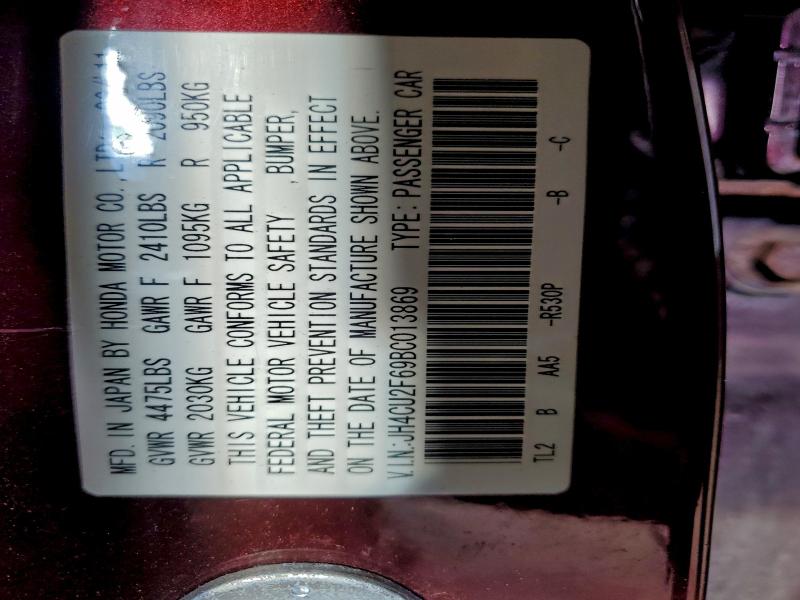 MFD. IN JAPAN BY HONDA MOTOR CO., LTD.
GVWR 4475LBS GAWR F 2410LBS R 2090LBS
GVWR 2030KG GAWR F 1095KG R 950KG
THIS VEHICLE CONFORMS TO ALL APPLICABLE
FEDERAL MOTOR VEHICLE SAFETY , BUMPER,
AND THEFT PREVENTION STANDARDS IN EFFECT
ON THE DATE OF MANUFACTURE SHOWN ABOVE.
V.I.N.:JH4CU2F69BC013869 TYPE: PASSENGER CAR
TL2 B AA5 -R530P -B -C